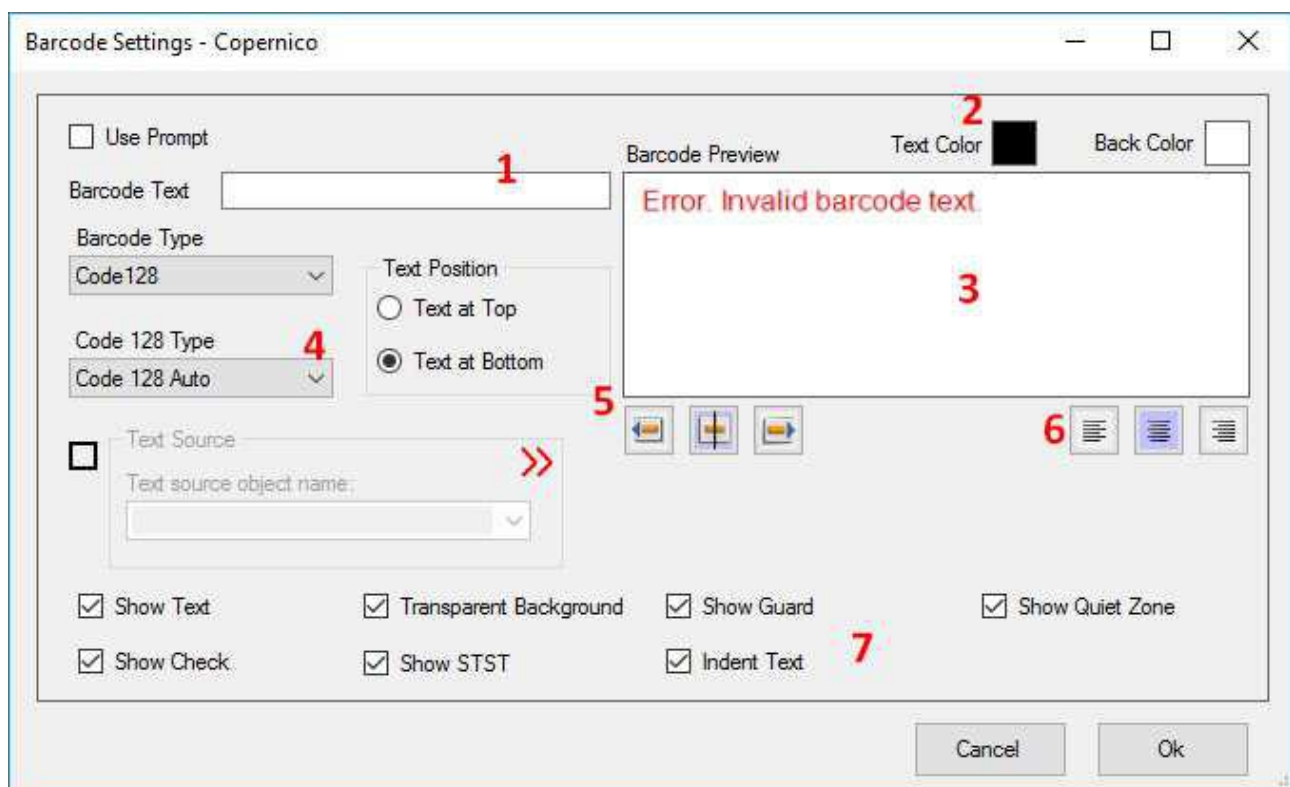 Barcode Settings - Copernico
2
Use Prompt
Text Color
Back Color
1
Barcode Preview
Barcode Text
Error. Invalid barcode text.
Barcode Type
Code128
Text Position
3
Text at Top
Code 128 Type
4
Text at Bottom
Code 128 Auto
5
6
Text Source
>>
Text source object name:
Show Text
Transparent Background
Show Guard
Show Quiet Zone
Show Check
Show STST
Indent Text
7
Cancel
Ok